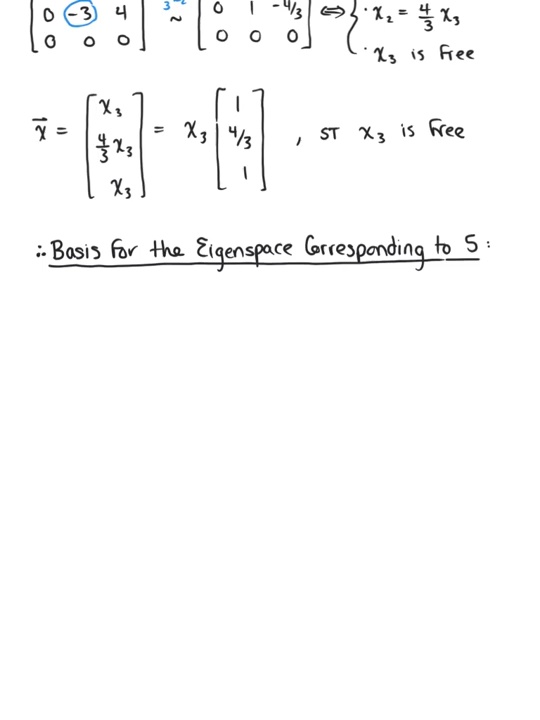 [0 -3 4] 3 ~ [0 1 -4/3] ⇔ { · x₂ = 4/3 x₃
[0 0 0] [0 0 0] · x₃ is Free
x⃗ = [x₃, 4/3 x₃, x₃] = x₃ [1, 4/3, 1] , ST x₃ is Free
∴ Basis For the Eigenspace Corresponding to 5 :